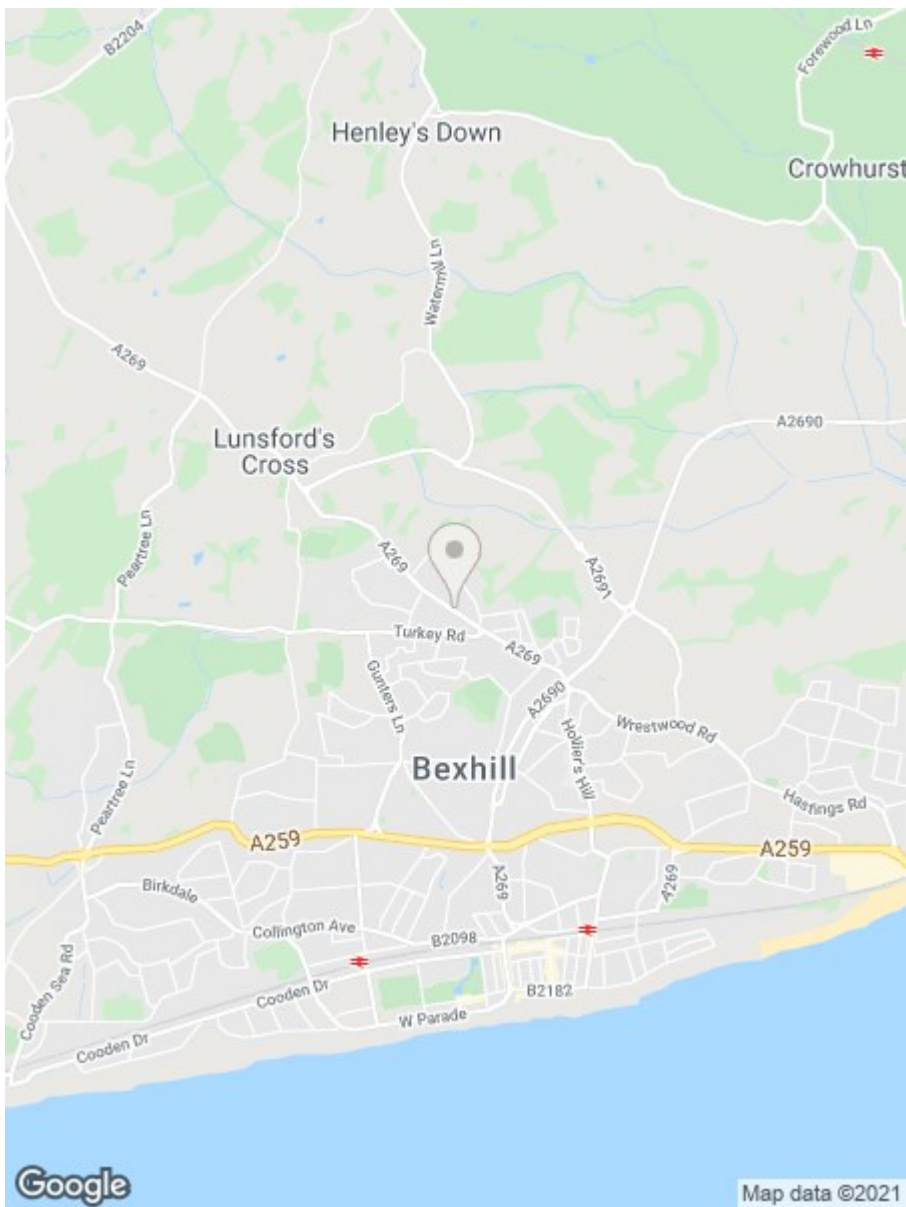 B2204
Forewood Ln
Henley's Down
Crowhurst
Watermill Ln
A269
A2690
Lunsford's
Cross
Peartree Ln
A269
A2691
Turkey Rd
A269
Gunters Ln
A2690
Wrestwood Rd
Hollier's Hill
Bexhill
Peartree Ln
Hastings Rd
A259
A259
Birkdale
A269
A269
Collington Ave
B2098
Cooden Sea Rd
Cooden Dr
B2182
W Parade
Cooden Dr
Google
Map data ©2021